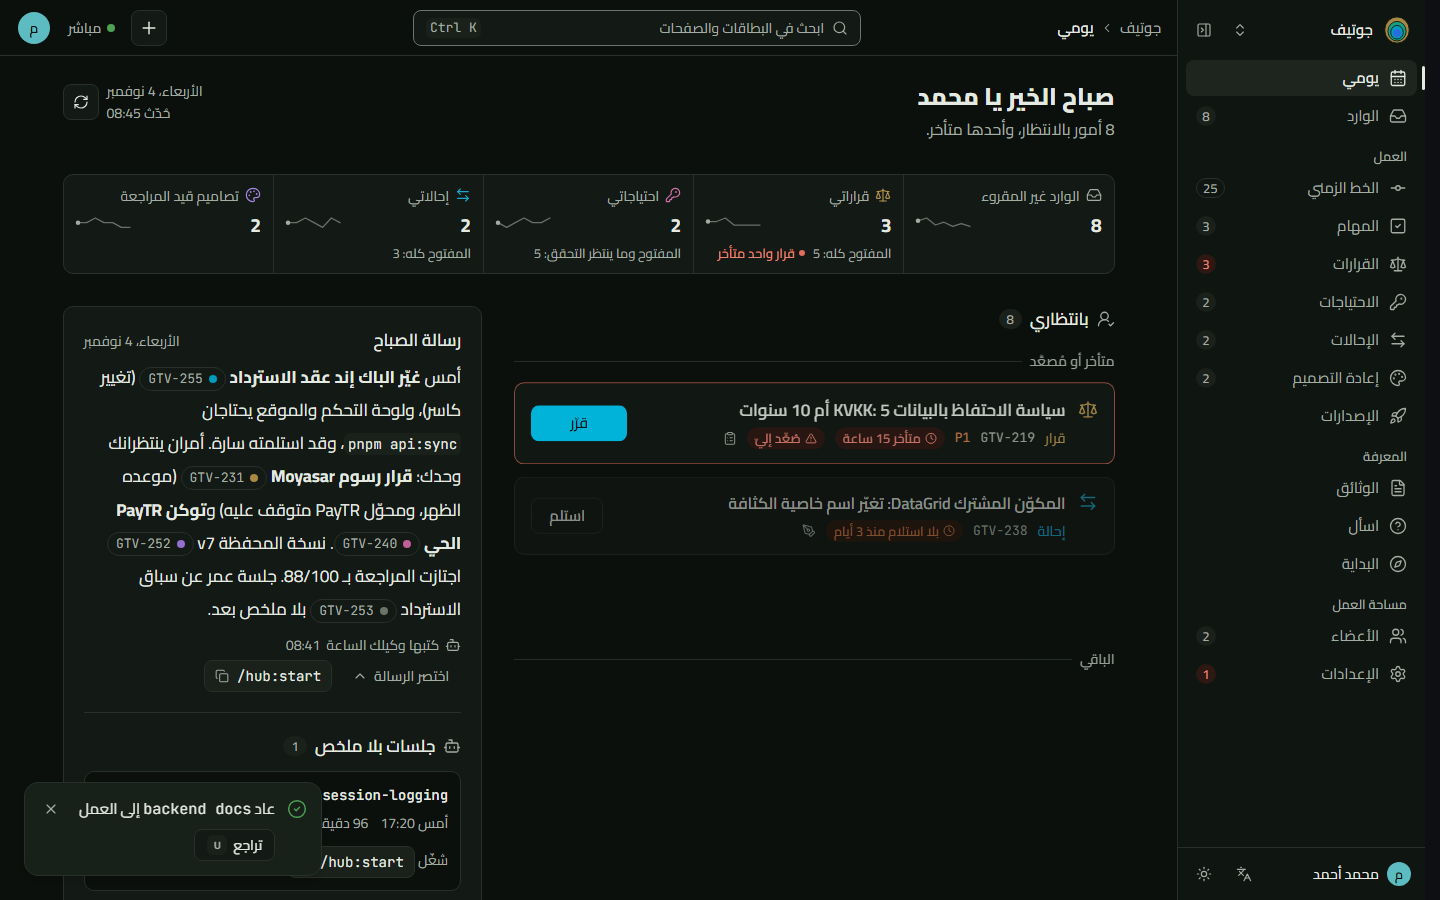 جوتيف
يومي
الوارد 8
العمل
الخط الزمني 25
المهام 3
القرارات 3
الاحتياجات 2
الإحالات 2
إعادة التصميم 2
الإصدارات
المعرفة
الوثائق
اسأل
البداية
مساحة العمل
الأعضاء 2
الإعدادات 1
محمد أحمد م
جوتيف › يومي
ابحث في البطاقات والصفحات Ctrl K
مباشر
م
صباح الخير يا محمد
8 أمور بالانتظار، وأحدها متأخر.
الأربعاء، 4 نوفمبر
حُدّث 08:45
الوارد غير المقروء
8
قراراتي
3
المفتوح كله: 5 • قرار واحد متأخر
احتياجاتي
2
المفتوح وما ينتظر التحقق: 5
إحالاتي
2
المفتوح كله: 3
تصاميم قيد المراجعة
2
بانتظاري 8
متأخر أو مُصعَّد
سياسة الاحتفاظ بالبيانات KVKK: 5 أم 10 سنوات
قرار GTV-219 P1 متأخر 15 ساعة صُعّد إليّ
قرّر
المكوّن المشترك DataGrid: تغيّر اسم خاصية الكثافة
إحالة GTV-238 بلا استلام منذ 3 أيام
استلم
الباقي
رسالة الصباح الأربعاء، 4 نوفمبر
أمس غيّر الباك إند عقد الاسترداد GTV-255 (تغيير
كاسر)، ولوحة التحكم والموقع يحتاجان
pnpm api:sync، وقد استلمته سارة. أمران ينتظرانك
وحدك: قرار رسوم Moyasar GTV-231 (موعده
الظهر، ومحوّل PayTR متوقف عليه) وتوكن PayTR
الحي GTV-240. نسخة المحفظة v7 GTV-252
اجتازت المراجعة بـ 88/100. جلسة عمر عن سباق
الاسترداد GTV-253 بلا ملخص بعد.
كتبها وكيلك الساعة 08:41
اختصر الرسالة /hub:start
جلسات بلا ملخص 1
session-logging
أمس 17:20 96 دقيقة
شغّل /hub:start
عاد backend docs إلى العمل
تراجع U